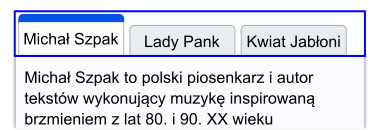 Michał Szpak Lady Pank Kwiat Jabłoni
Michał Szpak to polski piosenkarz i autor
tekstów wykonujący muzykę inspirowaną
brzmieniem z lat 80. i 90. XX wieku